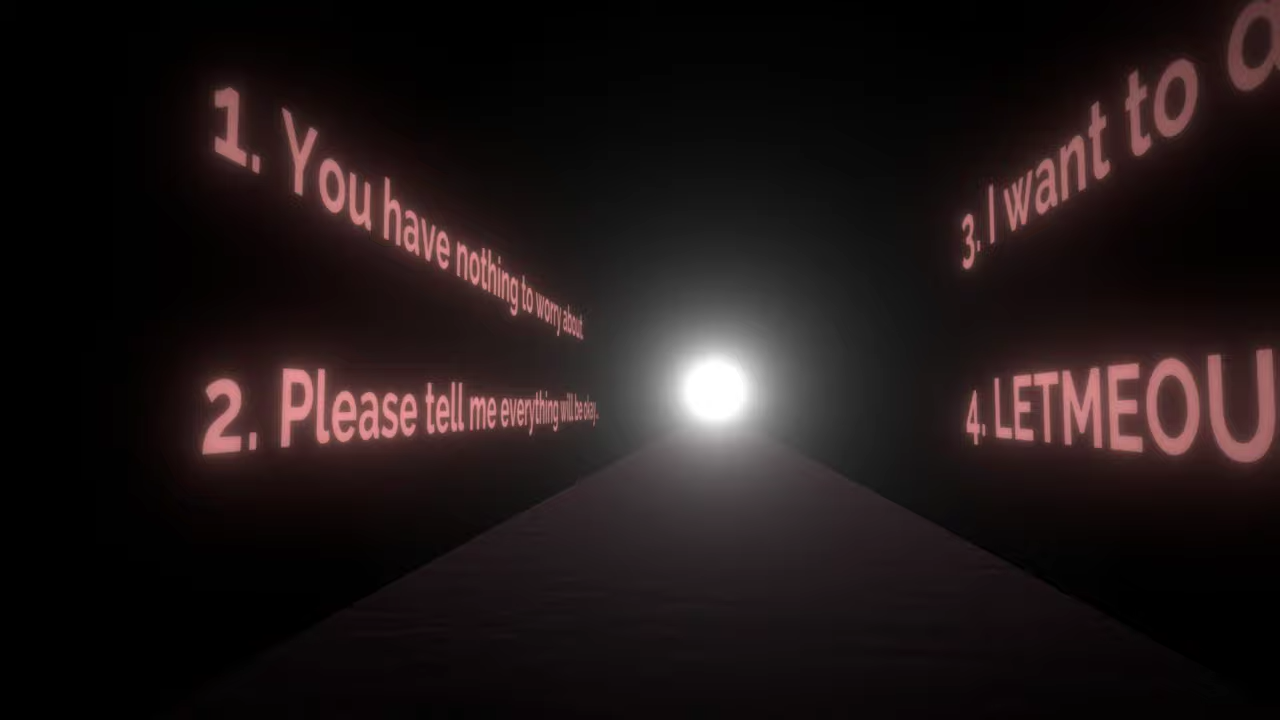 1. You have nothing to worry about.
2. Please tell me everything will be okay..
3. I want to
4. LETMEOU